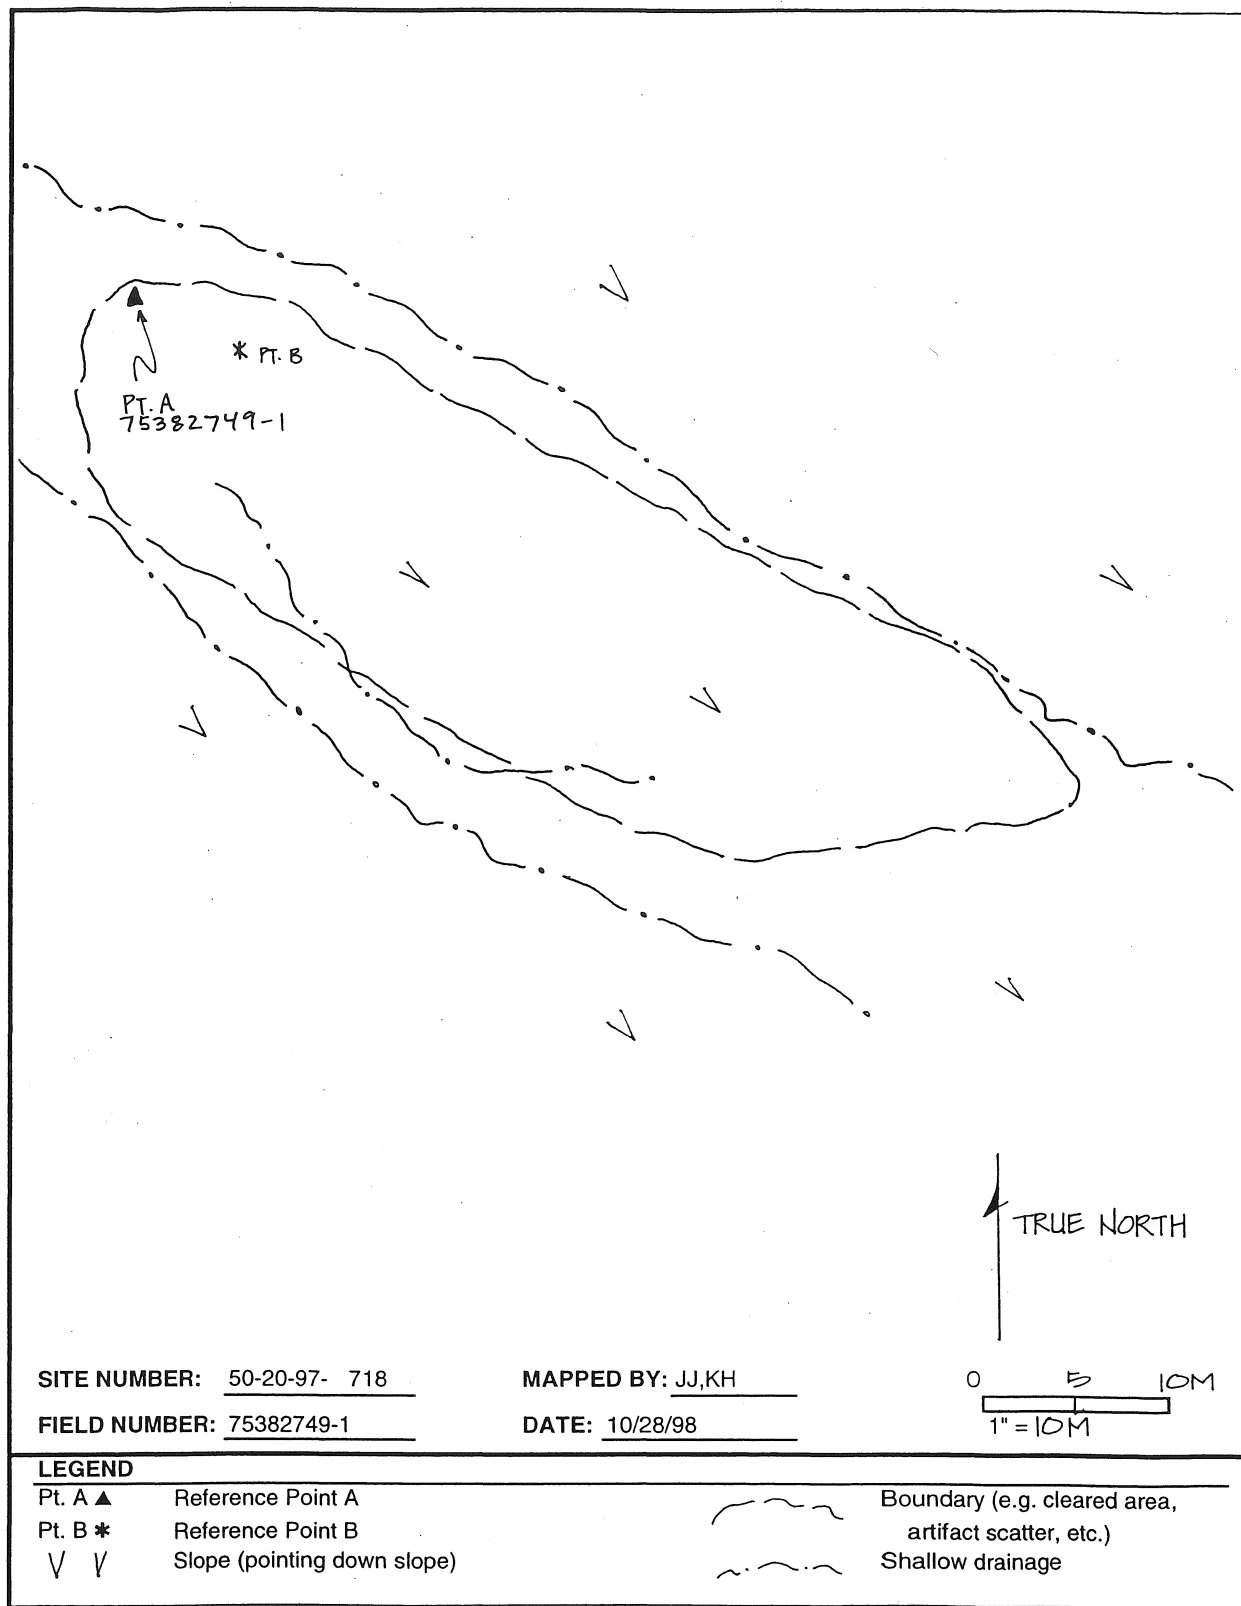 PT. B
PT. A
75382749-1
TRUE NORTH
SITE NUMBER: 50-20-97- 718
MAPPED BY: JJ,KH
0 5 10M
FIELD NUMBER: 75382749-1
DATE: 10/28/98
1" = 10M
LEGEND
Pt. A ▲ Reference Point A
Boundary (e.g. cleared area,
Pt. B * Reference Point B
artifact scatter, etc.)
Slope (pointing down slope)
Shallow drainage